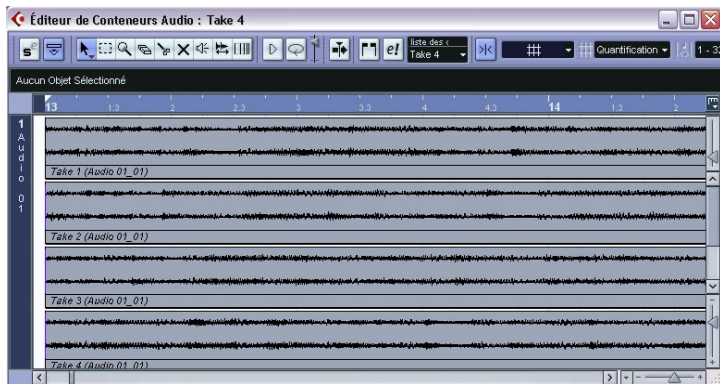 Éditeur de Conteneurs Audio : Take 4
liste des c
Take 4
Quantification
1 - 32
Aucun Objet Sélectionné
13 1.3 2 2.3 3 3.3 4 4.3 14 1.3 2
1
Audio 01
Take 1 (Audio 01_01)
Take 2 (Audio 01_01)
Take 3 (Audio 01_01)
Take 4 (Audio 01_01)